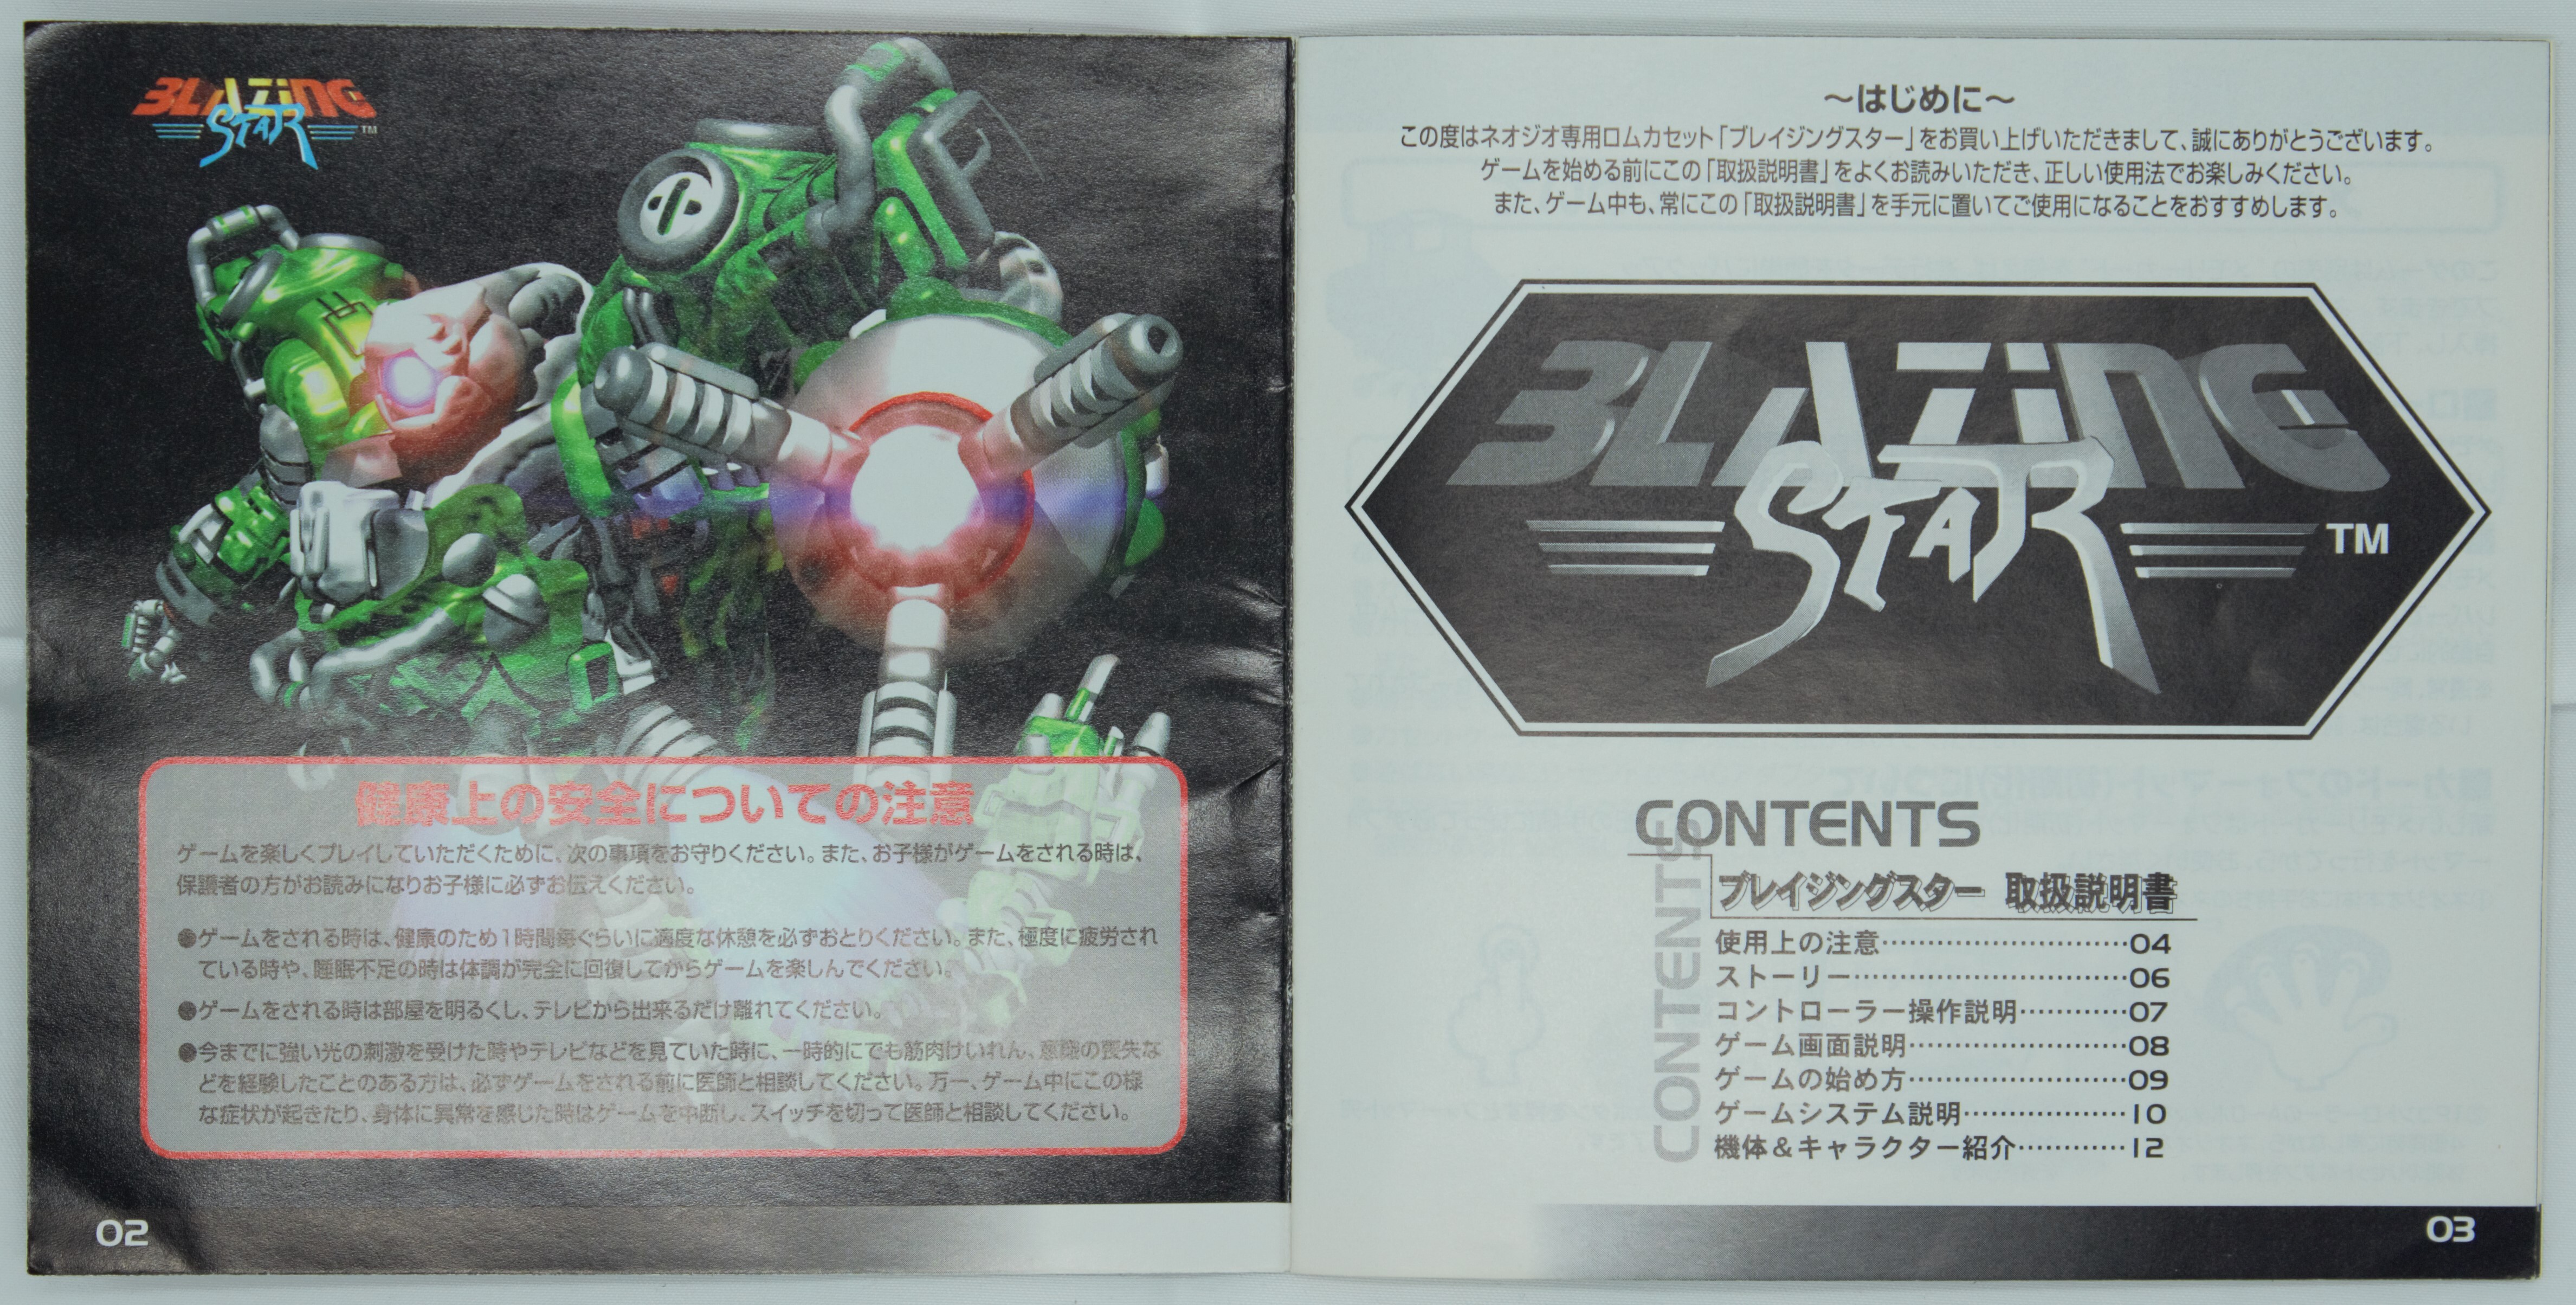 BLAZING
STAR
TM
健康上の安全についての注意
ゲームを楽しくプレイしていただくために、次の事項をお守りください。また、お子様がゲームをされる時は、
保護者の方がお読みになりお子様に必ずお伝えください。
●ゲームをされる時は、健康のため1時間毎ぐらいに適度な休憩を必ずおとりください。また、極度に疲労され
ている時や、睡眠不足の時は体調が完全に回復してからゲームを楽しんでください。
●ゲームをされる時は部屋を明るくし、テレビから出来るだけ離れてください。
●今までに強い光の刺激を受けた時やテレビなどを見ていた時に、一時的にでも筋肉けいれん、意識の喪失な
どを経験したことのある方は、必ずゲームをされる前に医師と相談してください。万一、ゲーム中にこの様
な症状が起きたり、身体に異常を感じた時はゲームを中断し、スイッチを切って医師と相談してください。
02
～はじめに～
この度はネオジオ専用ロムカセット「ブレイジングスター」をお買い上げいただきまして、誠にありがとうございます。
ゲームを始める前にこの「取扱説明書」をよくお読みいただき、正しい使用法でお楽しみください。
また、ゲーム中も、常にこの「取扱説明書」を手元に置いてご使用になることをおすすめします。
BLAZING
STAR
TM
CONTENTS
CONTENTS
ブレイジングスター 取扱説明書
使用上の注意……………………04
ストーリー………………………06
コントローラー操作説明…………07
ゲーム画面説明…………………08
ゲームの始め方…………………09
ゲームシステム説明……………10
機体＆キャラクター紹介…………12
03